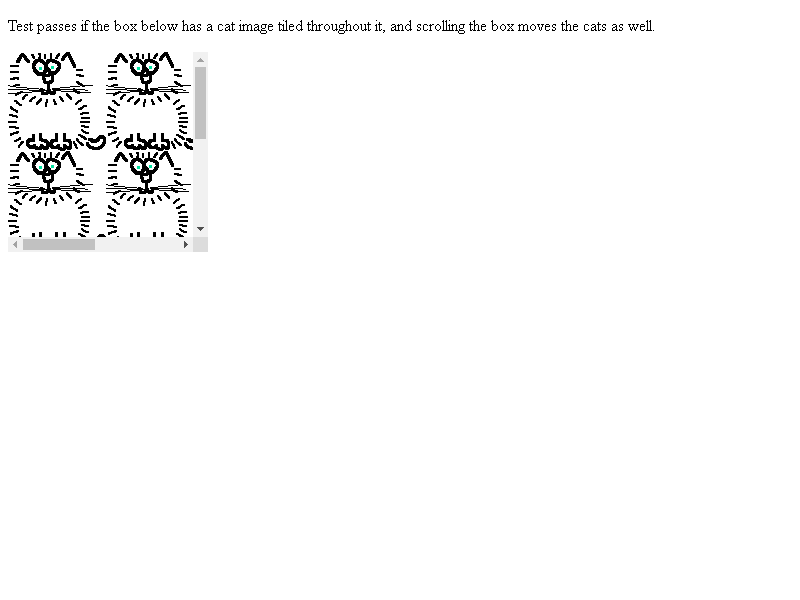 Test passes if the box below has a cat image tiled throughout it, and scrolling the box moves the cats as well.